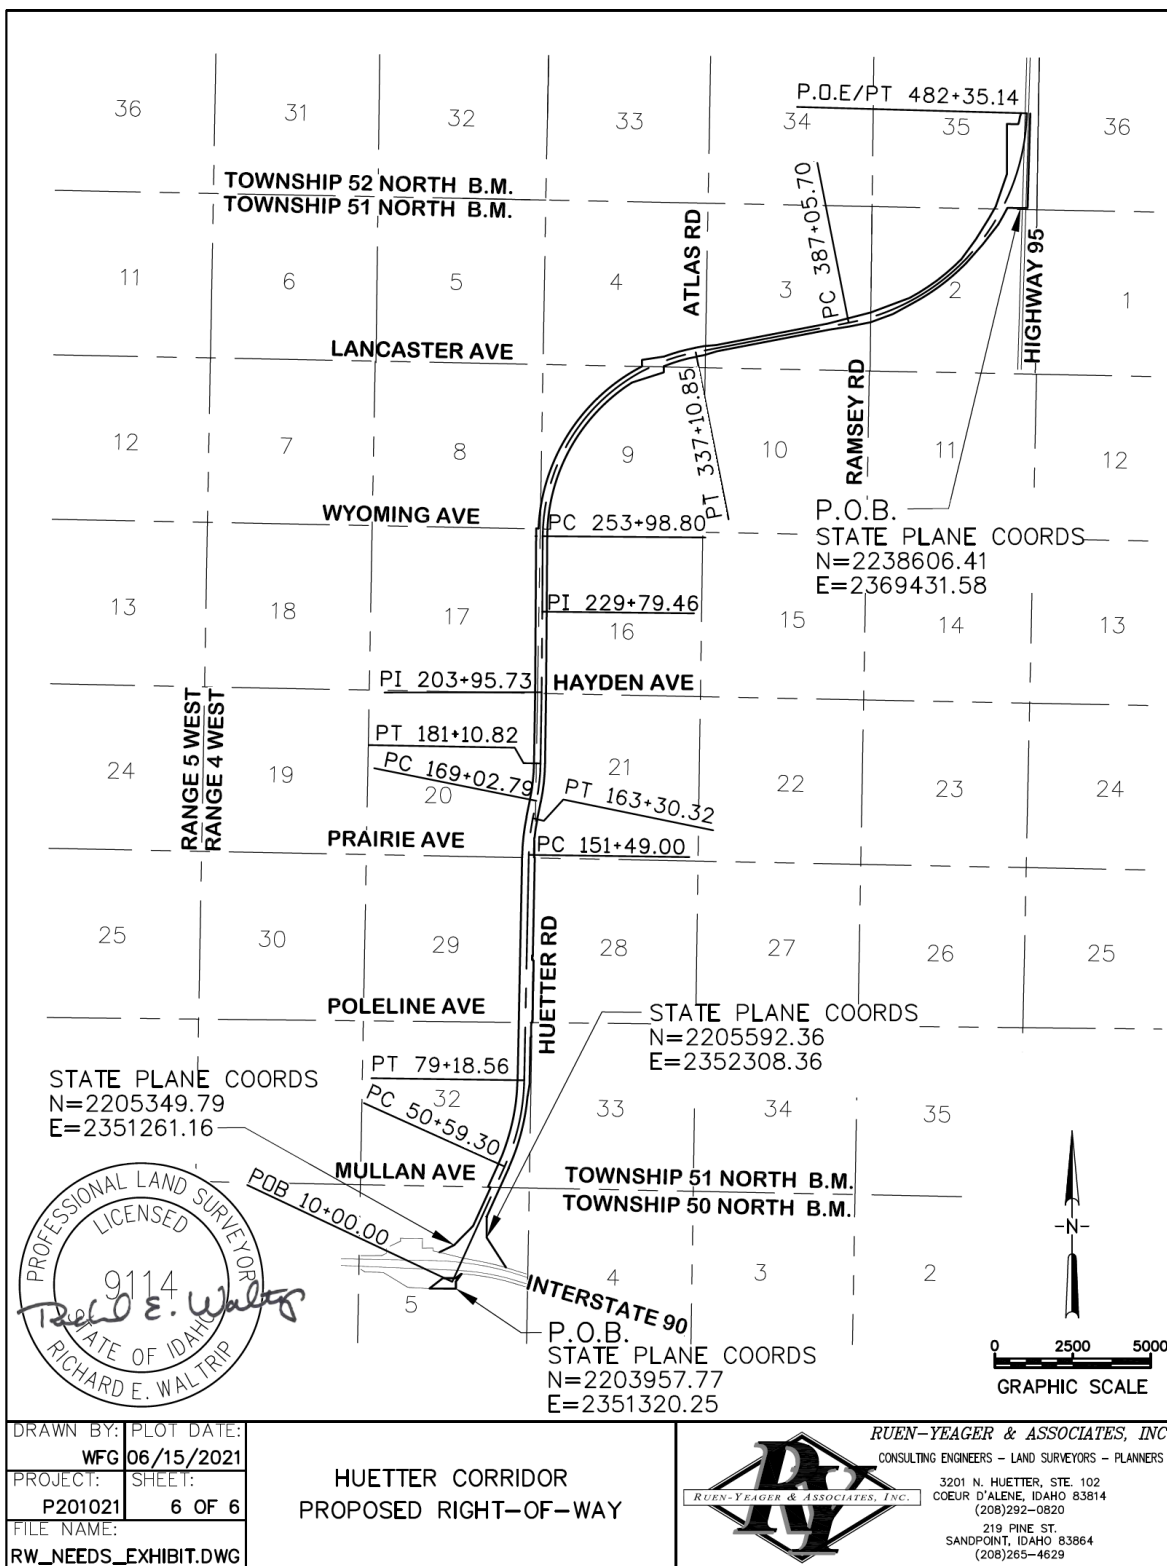 P.O.E/PT 482+35.14
36
31
32
33
34
35
36
TOWNSHIP 52 NORTH B.M.
TOWNSHIP 51 NORTH B.M.
ATLAS RD
PC 387+05.70
HIGHWAY 95
11
6
5
4
3
2
1
LANCASTER AVE
RAMSEY RD
PT 337+10.85
12
7
8
9
10
11
12
WYOMING AVE
PC 253+98.80
P.O.B.
STATE PLANE COORDS
N=2238606.41
E=2369431.58
PI 229+79.46
13
18
17
16
15
14
13
PI 203+95.73
HAYDEN AVE
RANGE 5 WEST
RANGE 4 WEST
PT 181+10.82
PC 169+02.79
PT 163+30.32
24
19
20
21
22
23
24
PRAIRIE AVE
PC 151+49.00
25
30
29
HUETTER RD
28
27
26
25
POLELINE AVE
STATE PLANE COORDS
N=2205592.36
E=2352308.36
PT 79+18.56
STATE PLANE COORDS
N=2205349.79
E=2351261.16
PC 50+59.30
32
33
34
35
MULLAN AVE
TOWNSHIP 51 NORTH B.M.
TOWNSHIP 50 NORTH B.M.
POB 10+00.00
-N-
5
4
3
2
INTERSTATE 90
P.O.B.
STATE PLANE COORDS
N=2203957.77
E=2351320.25
PROFESSIONAL LAND SURVEYOR
LICENSED
9114
STATE OF IDAHO
RICHARD E. WALTRIP
0 2500 5000
GRAPHIC SCALE
DRAWN BY: PLOT DATE:
WFG 06/15/2021
PROJECT: SHEET:
P201021 6 OF 6
FILE NAME:
RW_NEEDS_EXHIBIT.DWG
HUETTER CORRIDOR
PROPOSED RIGHT-OF-WAY
RY
RUEN-YEAGER & ASSOCIATES, INC.
RUEN-YEAGER & ASSOCIATES, INC
CONSULTING ENGINEERS - LAND SURVEYORS - PLANNERS
3201 N. HUETTER, STE. 102
COEUR D'ALENE, IDAHO 83814
(208)292-0820
219 PINE ST.
SANDPOINT, IDAHO 83864
(208)265-4629